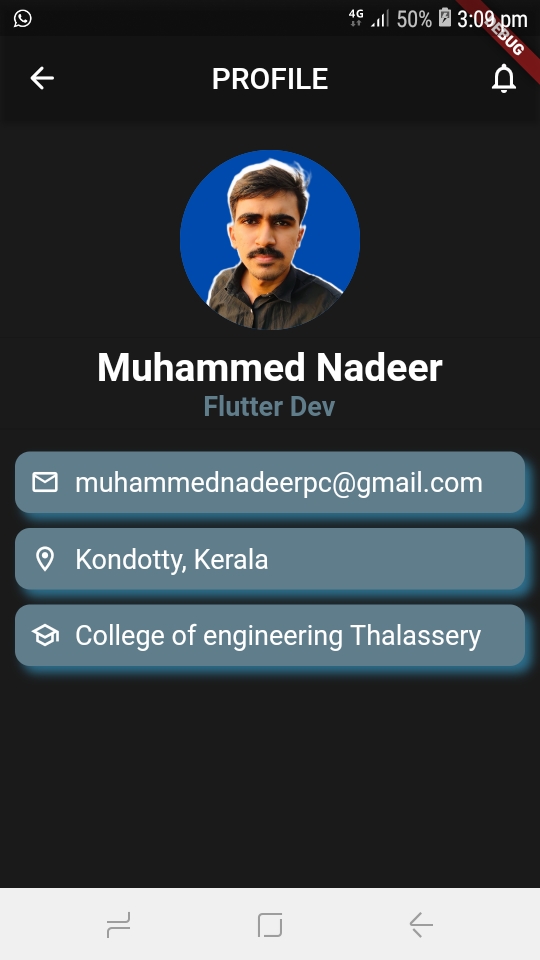 4G 50% 3:09 pm
DEBUG
PROFILE
Muhammed Nadeer
Flutter Dev
muhammednadeerpc@gmail.com
Kondotty, Kerala
College of engineering Thalassery